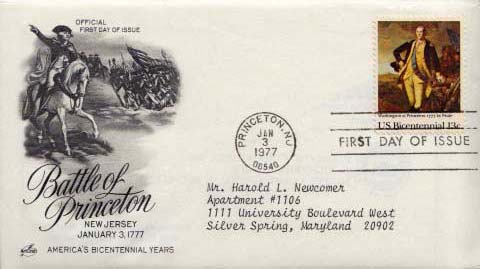 OFFICIAL
FIRST DAY OF ISSUE
Battle of
Princeton
NEW JERSEY
JANUARY 3, 1777
AMERICA'S BICENTENNIAL YEARS
PRINCETON, NJ
JAN
3
1977
08540
Washington at Princeton 1777 by Peale
US Bicentennial 13c
FIRST DAY OF ISSUE
Mr. Harold L. Newcomer
Apartment #1106
1111 University Boulevard West
Silver Spring, Maryland 20902